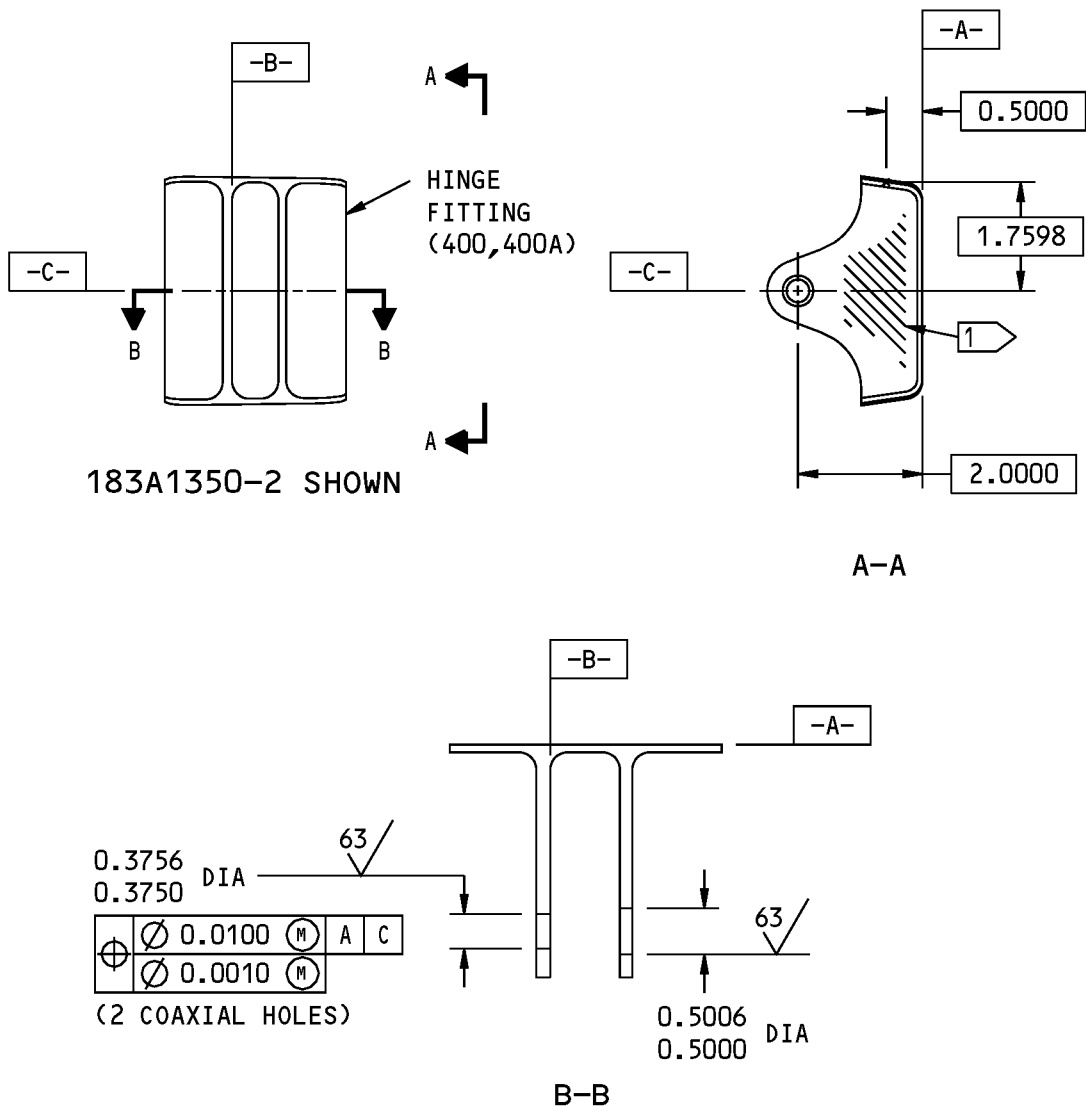 -B-
A
-A-
0.5000
HINGE
FITTING
(400,400A)
1.7598
-C-
-C-
1
B
B
A
183A1350-2 SHOWN
2.0000
A-A
-B-
-A-
63
0.3756
0.3750 DIA
⌖ ⌀ 0.0100 Ⓜ A C
⌀ 0.0010 Ⓜ
(2 COAXIAL HOLES)
63
0.5006
0.5000 DIA
B-B